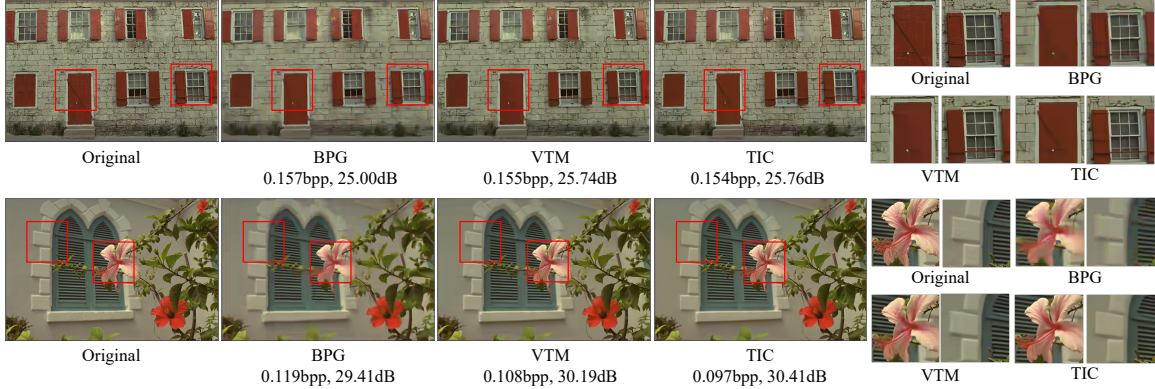 Original
BPG
VTM
TIC
0.157bpp, 25.00dB
0.155bpp, 25.74dB
0.154bpp, 25.76dB
Original
BPG
VTM
TIC
Original
BPG
VTM
TIC
0.119bpp, 29.41dB
0.108bpp, 30.19dB
0.097bpp, 30.41dB
Original
BPG
VTM
TIC